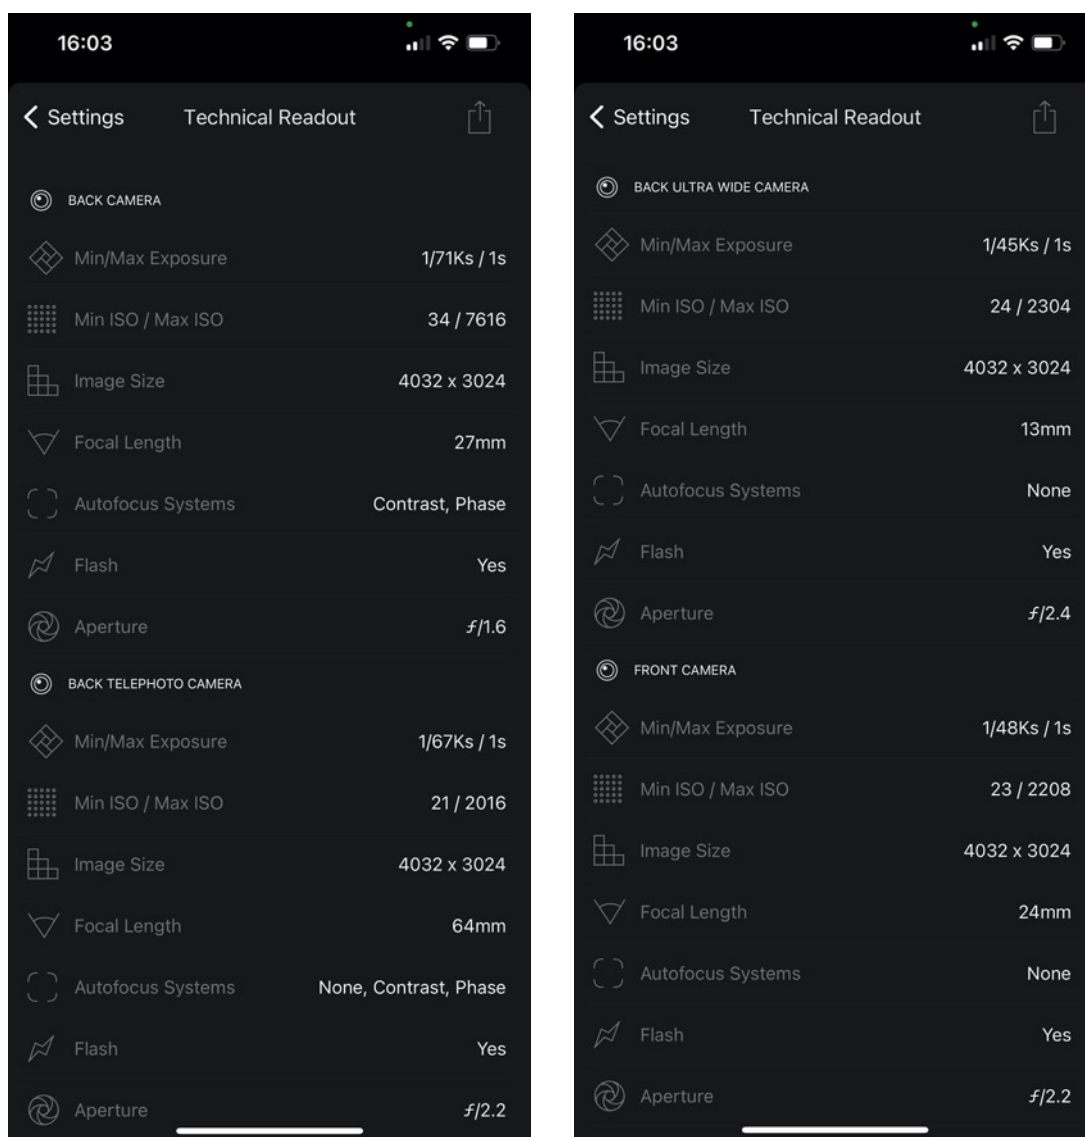 16:03
Settings Technical Readout
BACK CAMERA
Min/Max Exposure 1/71Ks / 1s
Min ISO / Max ISO 34 / 7616
Image Size 4032 x 3024
Focal Length 27mm
Autofocus Systems Contrast, Phase
Flash Yes
Aperture ƒ/1.6
BACK TELEPHOTO CAMERA
Min/Max Exposure 1/67Ks / 1s
Min ISO / Max ISO 21 / 2016
Image Size 4032 x 3024
Focal Length 64mm
Autofocus Systems None, Contrast, Phase
Flash Yes
Aperture ƒ/2.2
16:03
Settings Technical Readout
BACK ULTRA WIDE CAMERA
Min/Max Exposure 1/45Ks / 1s
Min ISO / Max ISO 24 / 2304
Image Size 4032 x 3024
Focal Length 13mm
Autofocus Systems None
Flash Yes
Aperture ƒ/2.4
FRONT CAMERA
Min/Max Exposure 1/48Ks / 1s
Min ISO / Max ISO 23 / 2208
Image Size 4032 x 3024
Focal Length 24mm
Autofocus Systems None
Flash Yes
Aperture ƒ/2.2